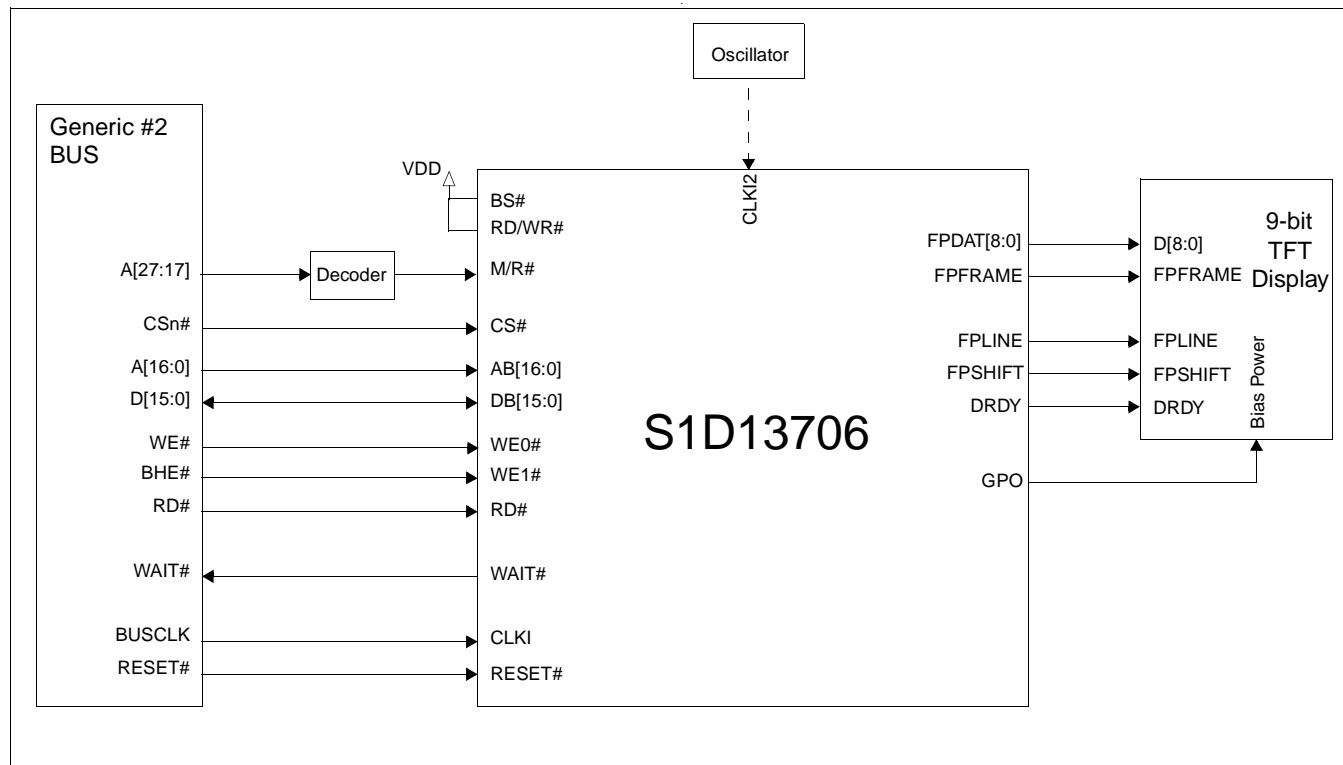 Oscillator
Generic #2
BUS
VDD
BS#
RD/WR#
CLKI2
A[27:17]
Decoder
M/R#
CSn#
CS#
A[16:0]
AB[16:0]
D[15:0]
DB[15:0]
WE#
WE0#
BHE#
WE1#
RD#
RD#
WAIT#
WAIT#
BUSCLK
CLKI
RESET#
RESET#
S1D13706
FPDAT[8:0]
FPFRAME
FPLINE
FPSHIFT
DRDY
GPO
D[8:0]
FPFRAME
FPLINE
FPSHIFT
DRDY
9-bit
TFT
Display
Bias Power